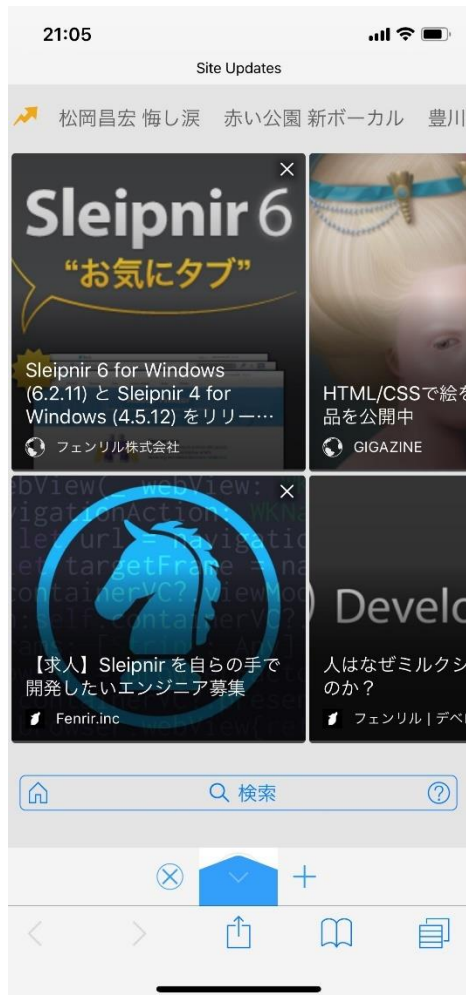 21:05
Site Updates
松岡昌宏 悔し涙 赤い公園 新ボーカル 豊川
Sleipnir 6
“お気にタブ”
Sleipnir 6 for Windows
(6.2.11) と Sleipnir 4 for
Windows (4.5.12) をリリー…
フェンリル株式会社
HTML/CSSで絵を
品を公開中
GIGAZINE
【求人】Sleipnir を自らの手で
開発したいエンジニア募集
Fenrir.inc
Develo
人はなぜミルクシ
のか？
フェンリル | デベ
検索